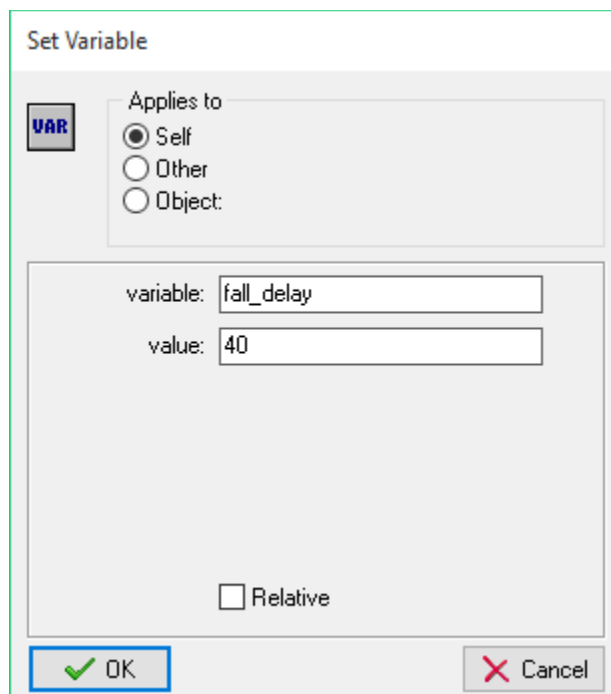 Set Variable
VAR
Applies to
Self
Other
Object:
variable: fall_delay
value: 40
Relative
OK
Cancel